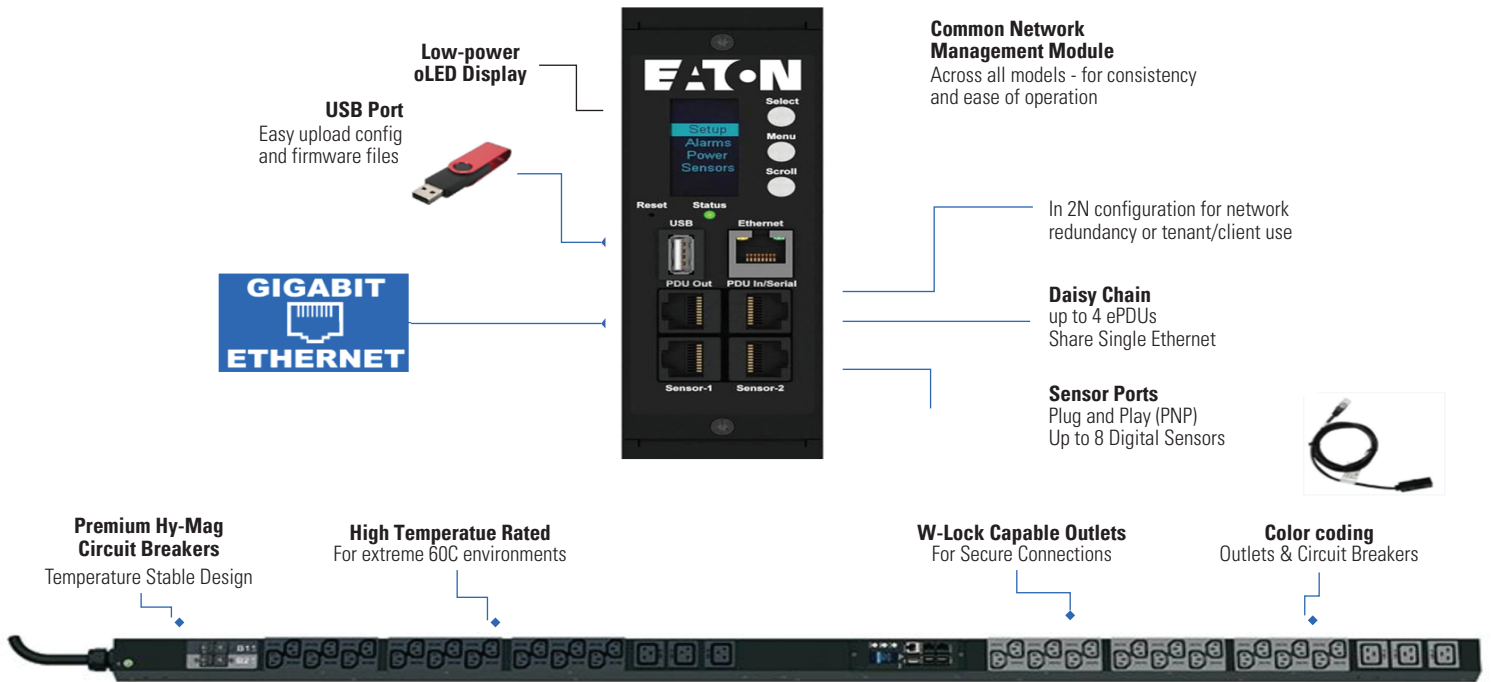 Low-power
oLED Display
USB Port
Easy upload config
and firmware files
GIGABIT
ETHERNET
EATON
Select
Menu
Scroll
Setup
Alarms
Power
Sensors
Reset
Status
USB
Ethernet
PDU Out
PDU In/Serial
Sensor-1
Sensor-2
Common Network
Management Module
Across all models - for consistency
and ease of operation
In 2N configuration for network
redundancy or tenant/client use
Daisy Chain
up to 4 ePDUs
Share Single Ethernet
Sensor Ports
Plug and Play (PNP)
Up to 8 Digital Sensors
Premium Hy-Mag
Circuit Breakers
Temperature Stable Design
High Temperatue Rated
For extreme 60C environments
W-Lock Capable Outlets
For Secure Connections
Color coding
Outlets & Circuit Breakers